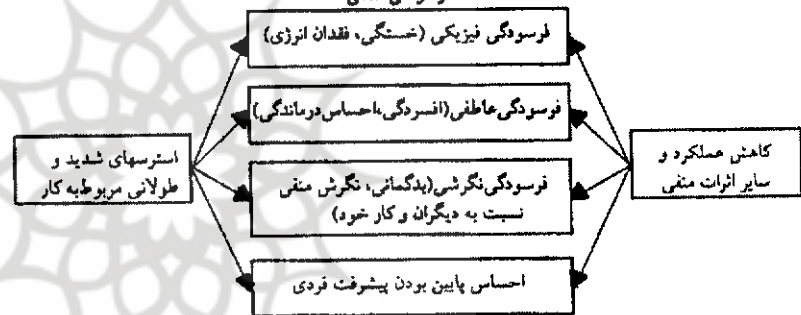 فرسودگی فیزیکی (خستگی، فقدان انرژی)
فرسودگی عاطفی(افسردگی،احساس درماندگی)
استرسهای شدید و
طولانی مربوط به کار
کاهش عملکرد و
سایر اثرات منفی
فرسودگی نگرشی(بدگمانی، نگرش منفی
نسبت به دیگران و کار خود)
احساس پایین بودن پیشرفت فردی